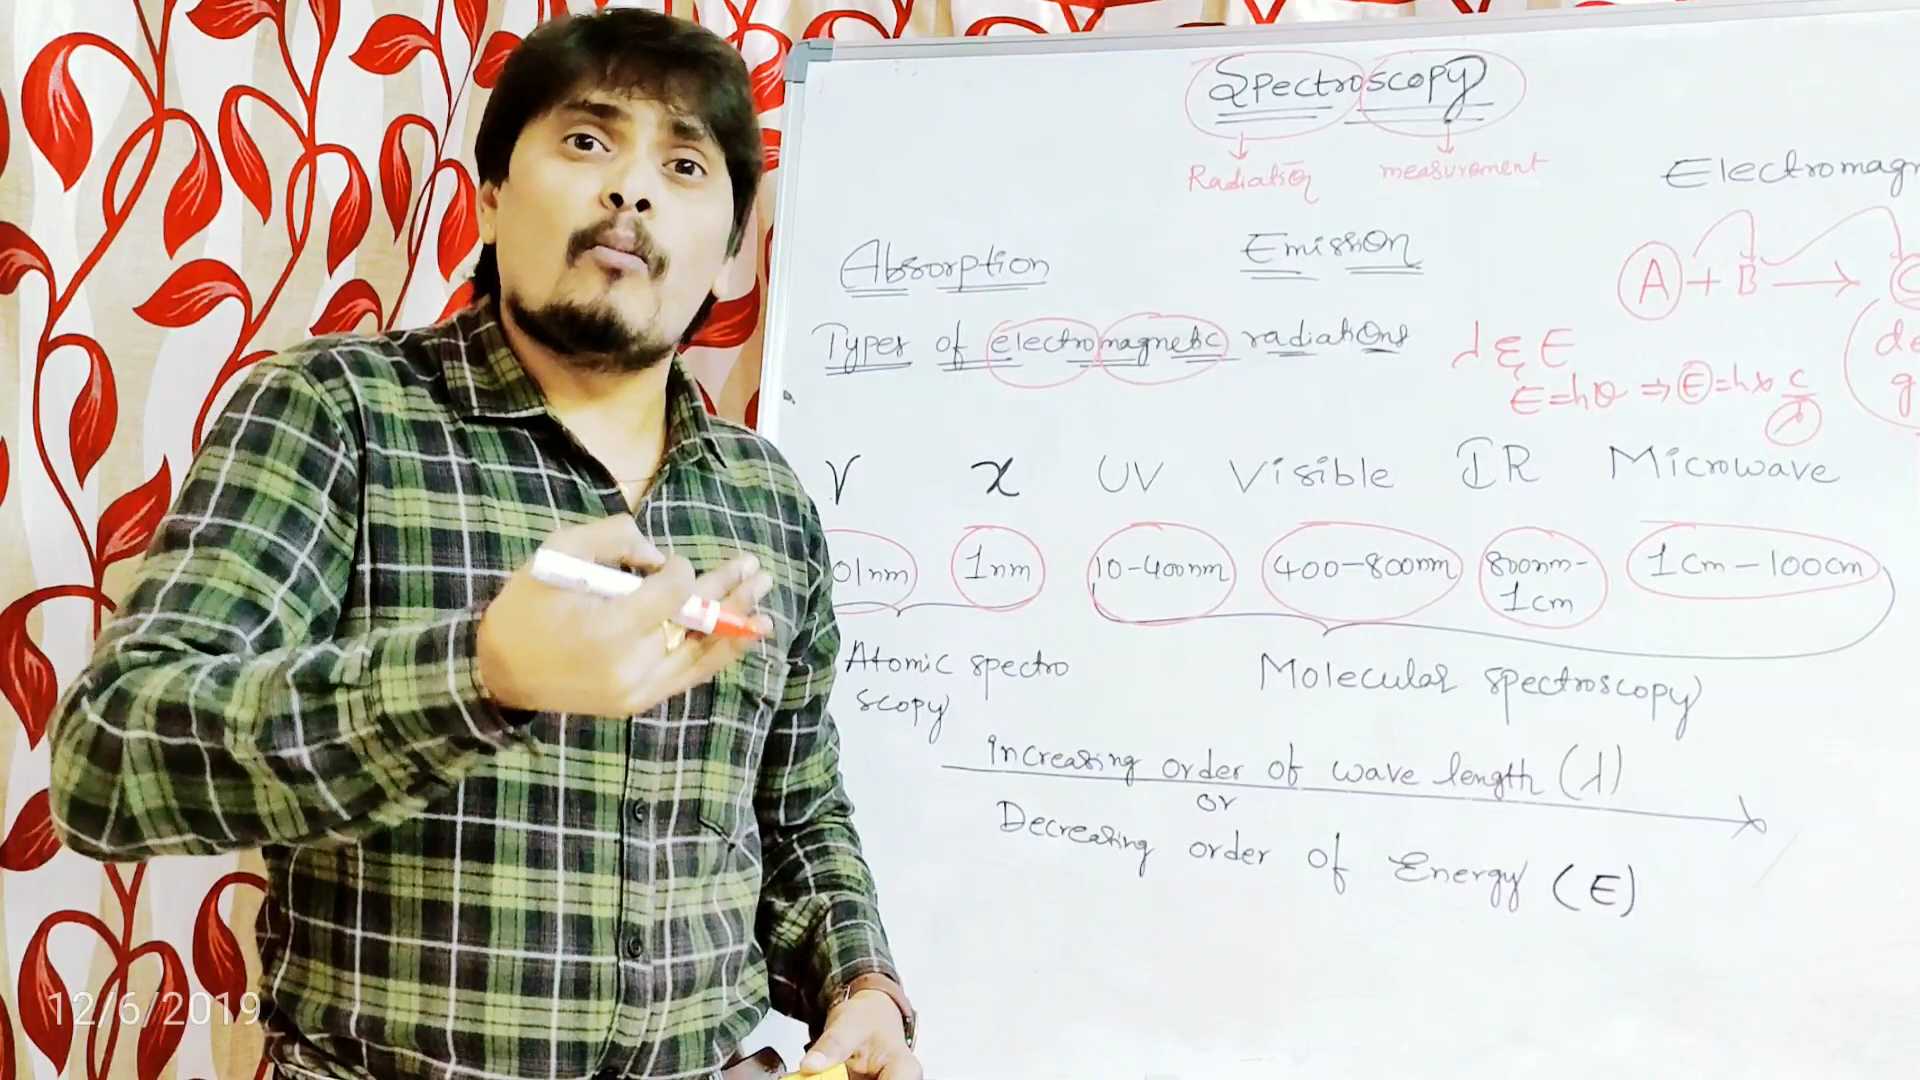 Spectroscopy
Radiation measurement
Electromagn
Absorption Emission
A + B → C
Types of electromagnetic radiations
λ & E
E=hυ ⇒ E=h× c/λ
γ x UV Visible IR Microwave
01nm 1nm 10-400nm 400-800nm 800nm- 1cm-100cm
1cm
Atomic spectro Molecular spectroscopy
scopy
Increasing order of wave length (λ)
or
Decreasing order of Energy (E)
12/6/2019